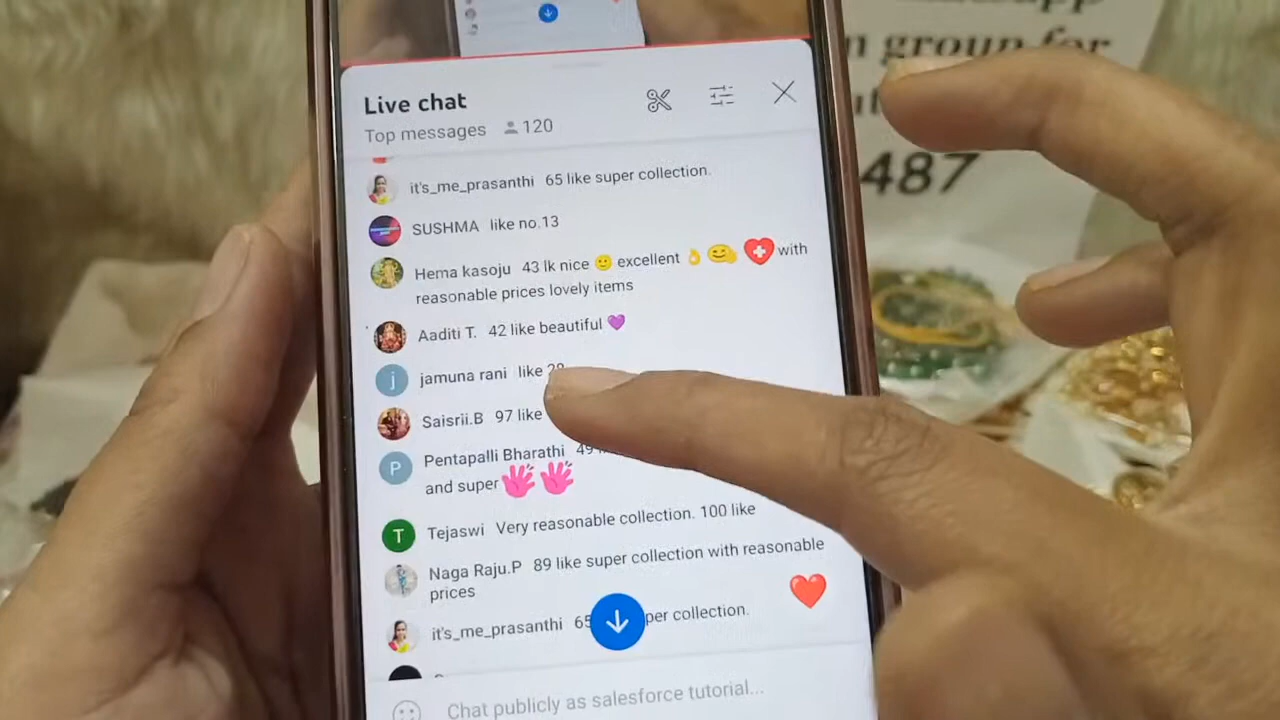 group for
487
Live chat
Top messages 120
it's_me_prasanthi 65 like super collection.
SUSHMA like no.13
Hema kasoju 43 lk nice 🙂 excellent 👌 😊 with
reasonable prices lovely items
Aaditi T. 42 like beautiful 💜
j jamuna rani like
Saisrii.B 97 like
P Pentapalli Bharathi 49
and super
T Tejaswi Very reasonable collection. 100 like
Naga Raju.P 89 like super collection with reasonable
prices
it's_me_prasanthi 65 per collection.
Chat publicly as salesforce tutorial...